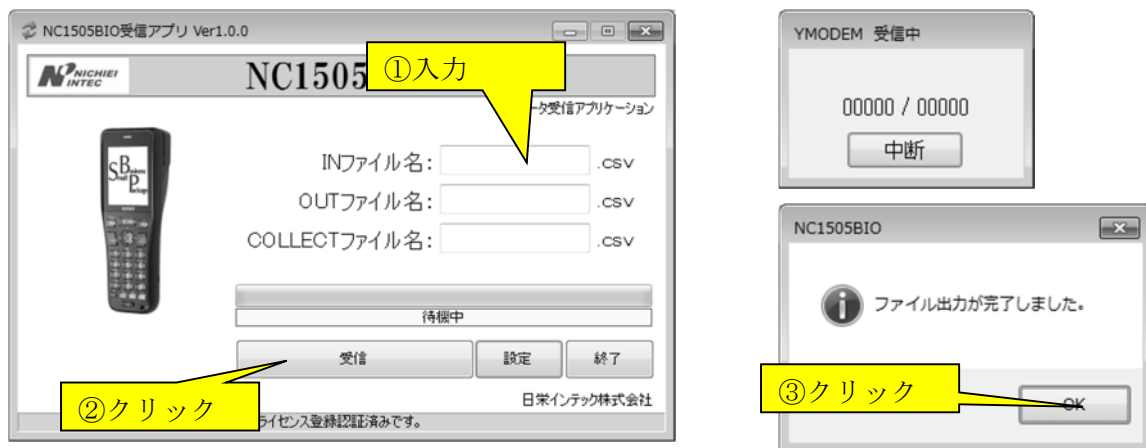 NC1505BIO受信アプリ Ver1.0.0
NICHIEI INTEC
NC1505
①入力
ータ受信アプリケーション
INファイル名:
.csv
OUTファイル名:
.csv
COLLECTファイル名:
.csv
待機中
受信
設定
終了
②クリック
日栄インテック株式会社
ライセンス登録認証済みです。
YMODEM 受信中
00000 / 00000
中断
NC1505BIO
ファイル出力が完了しました。
③クリック
OK